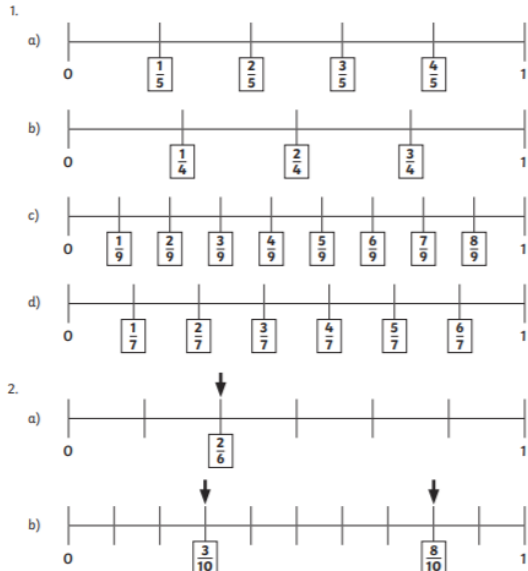 1.
a)
0 1/5 2/5 3/5 4/5 1
b)
0 1/4 2/4 3/4 1
c)
0 1/9 2/9 3/9 4/9 5/9 6/9 7/9 8/9 1
d)
0 1/7 2/7 3/7 4/7 5/7 6/7 1
2.
a)
0 2/6 1
b)
0 3/10 8/10 1